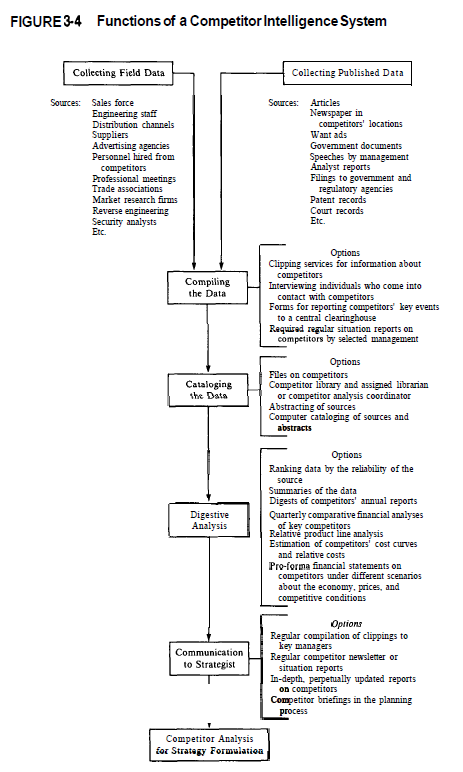 FIGURE 3-4 Functions of a Competitor Intelligence System
Collecting Field Data
Collecting Published Data
Sources: Sales force
Engineering staff
Distribution channels
Suppliers
Advertising agencies
Personnel hired from
competitors
Professional meetings
Trade associations
Market research firms
Reverse engineering
Security analysts
Etc.
Sources: Articles
Newspaper in
competitors' locations
Want ads
Government documents
Speeches by management
Analyst reports
Filings to government and
regulatory agencies
Patent records
Court records
Etc.
Compiling
the Data
Options
Clipping services for information about
competitors
Interviewing individuals who come into
contact with competitors
Forms for reporting competitors' key events
to a central clearinghouse
Required regular situation reports on
competitors by selected management
Cataloging
the Data
Options
Files on competitors
Competitor library and assigned librarian
or competitor analysis coordinator
Abstracting of sources
Computer cataloging of sources and
abstracts
Digestive
Analysis
Options
Ranking data by the reliability of the
source
Summaries of the data
Digests of competitors' annual reports
Quarterly comparative financial analyses
of key competitors
Relative product line analysis
Estimation of competitors' cost curves
and relative costs
Pro-forma financial statements on
competitors under different scenarios
about the economy, prices, and
competitive conditions
Communication
to Strategist
Options
Regular compilation of clippings to
key managers
Regular competitor newsletter or
situation reports
In-depth, perpetually updated reports
on competitors
Competitor briefings in the planning
process
Competitor Analysis
for Strategy Formulation